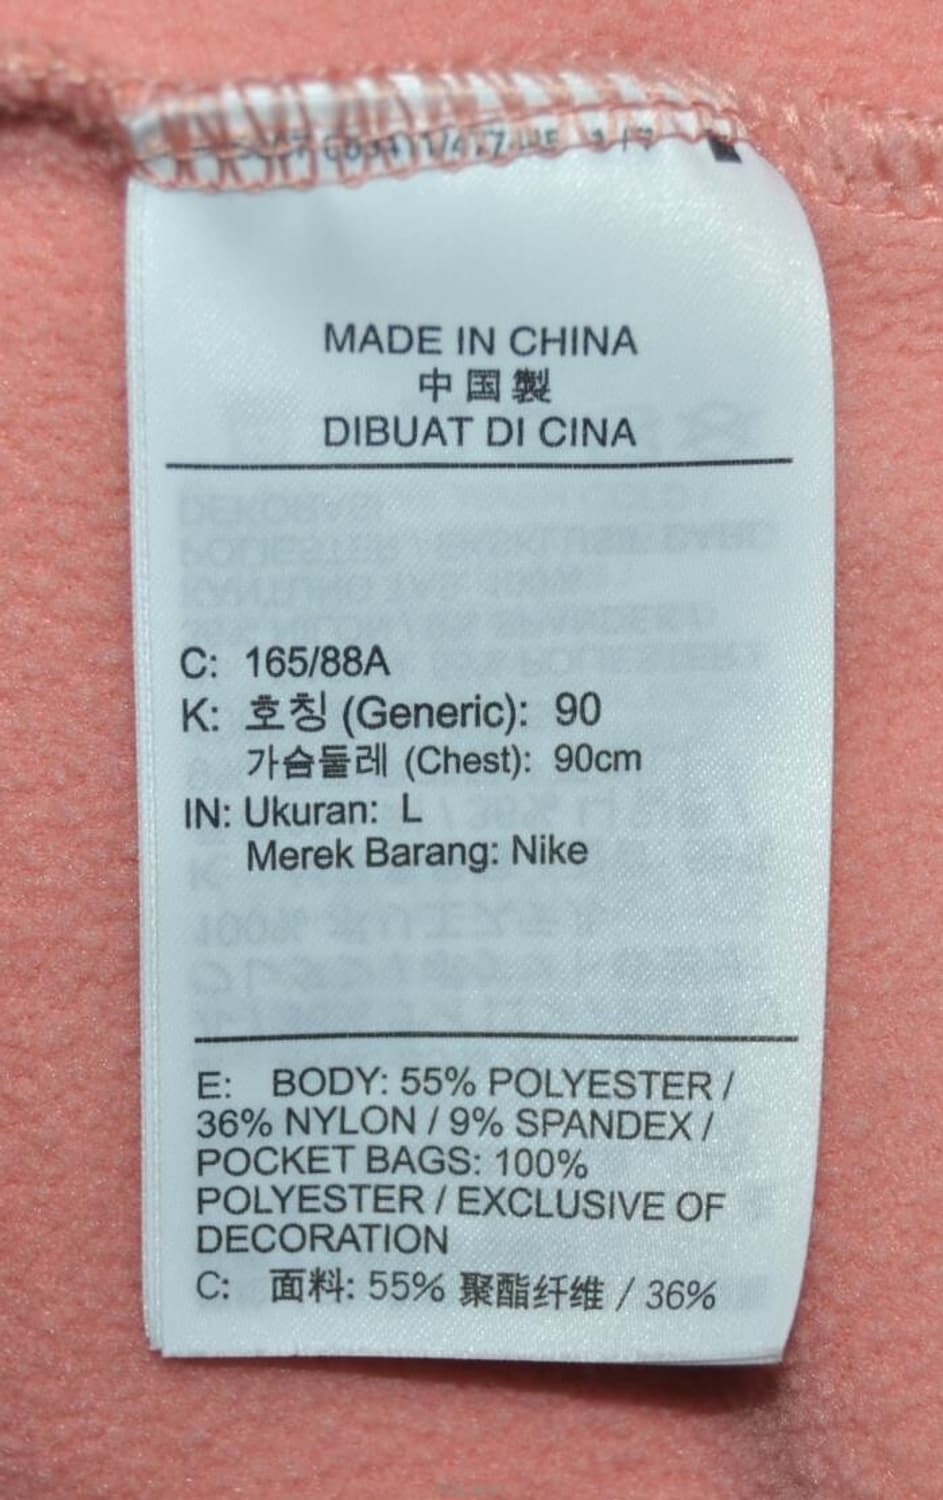 MADE IN CHINA
中国製
DIBUAT DI CINA
C: 165/88A
K: 호칭 (Generic): 90
가슴둘레 (Chest): 90cm
IN: Ukuran: L
Merek Barang: Nike
E: BODY: 55% POLYESTER /
36% NYLON / 9% SPANDEX /
POCKET BAGS: 100%
POLYESTER / EXCLUSIVE OF
DECORATION
C: 面料: 55% 聚酯纤维 / 36%